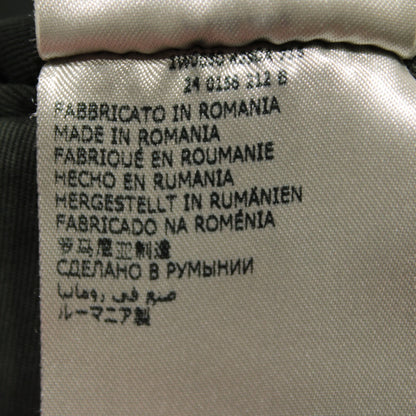 24 0156 212 B
FABBRICATO IN ROMANIA
MADE IN ROMANIA
FABRIQUÉ EN ROUMANIE
HECHO EN RUMANIA
HERGESTELLT IN RUMÄNIEN
FABRICADO NA ROMÉNIA
罗马尼亚制造
СДЕЛАНО В РУМЫНИИ
صنع في رومانيا
ルーマニア製